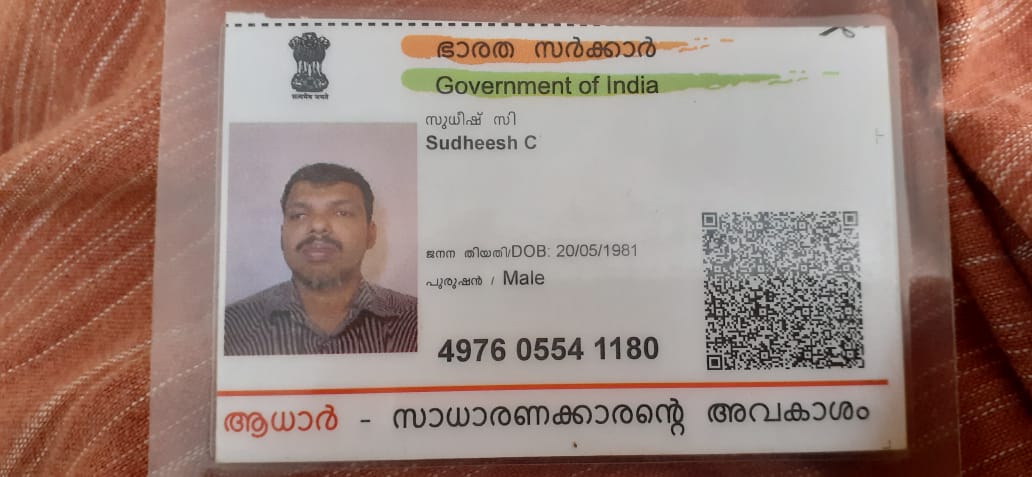 ഭാരത സർക്കാർ
Government of India
സുധീഷ് സി
Sudheesh C
ജനന തിയതി/DOB: 20/05/1981
പുരുഷൻ / Male
4976 0554 1180
ആധാർ - സാധാരണക്കാരന്റെ അവകാശം
सत्यमेव जयते